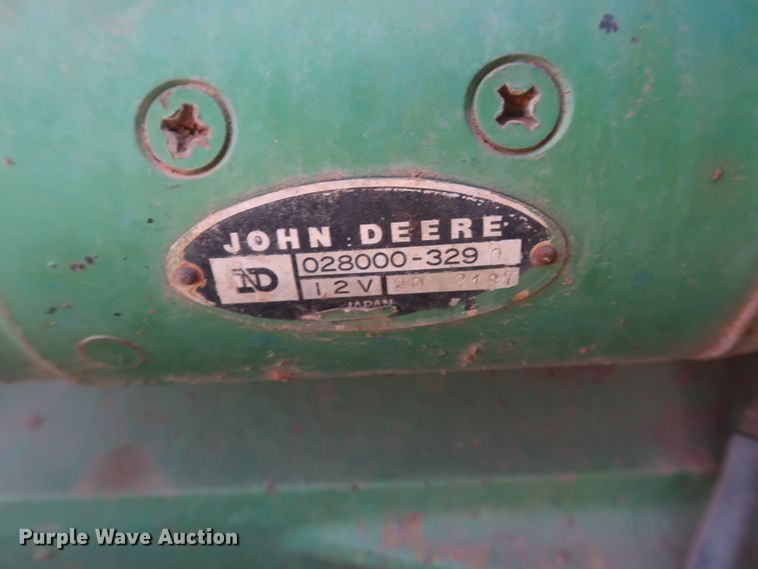 JOHN DEERE
ND 028000-329
12V
JAPAN
Purple Wave Auction